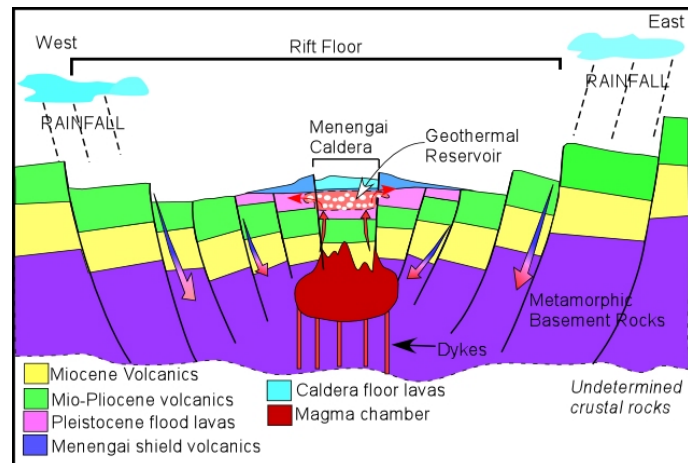 West
East
Rift Floor
RAINFALL
RAINFALL
Menengai
Caldera
Geothermal
Reservoir
Metamorphic
Basement Rocks
Dykes
Miocene Volcanics
Mio-Pliocene volcanics
Pleistocene flood lavas
Menengai shield volcanics
Caldera floor lavas
Magma chamber
Undetermined
crustal rocks